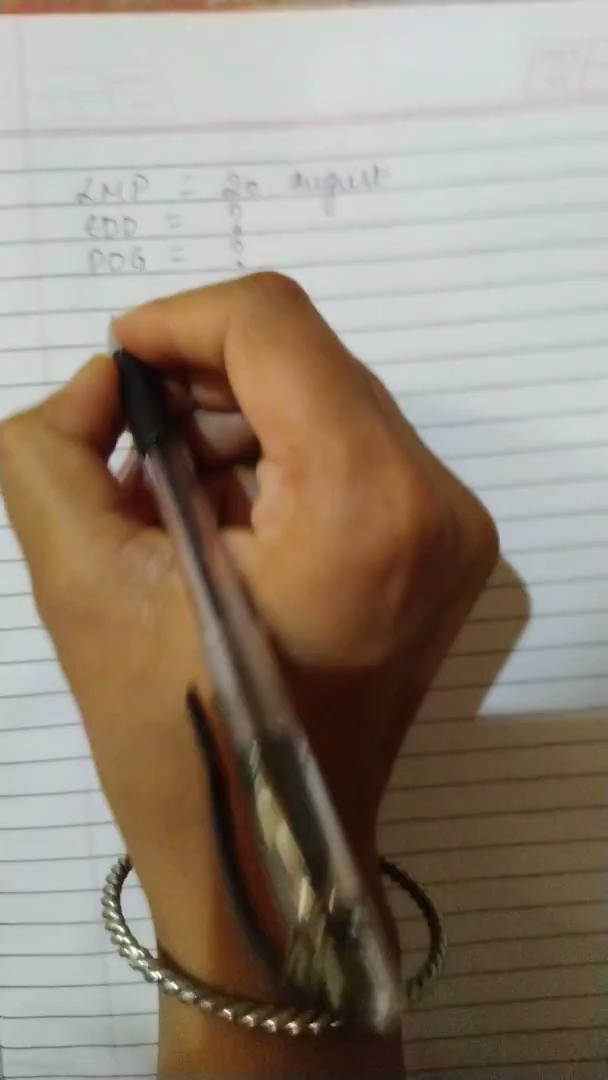 LMP = 20 August
EDD = ?
POG = ?